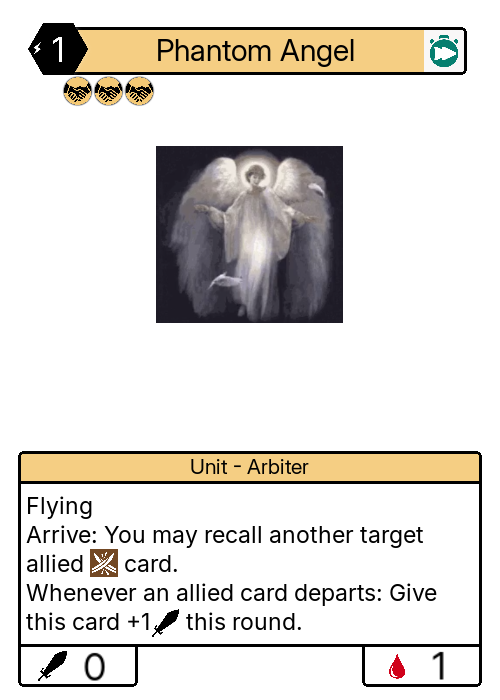 1 Phantom Angel
Unit - Arbiter
Flying
Arrive: You may recall another target
allied card.
Whenever an allied card departs: Give
this card +1 this round.
0 1